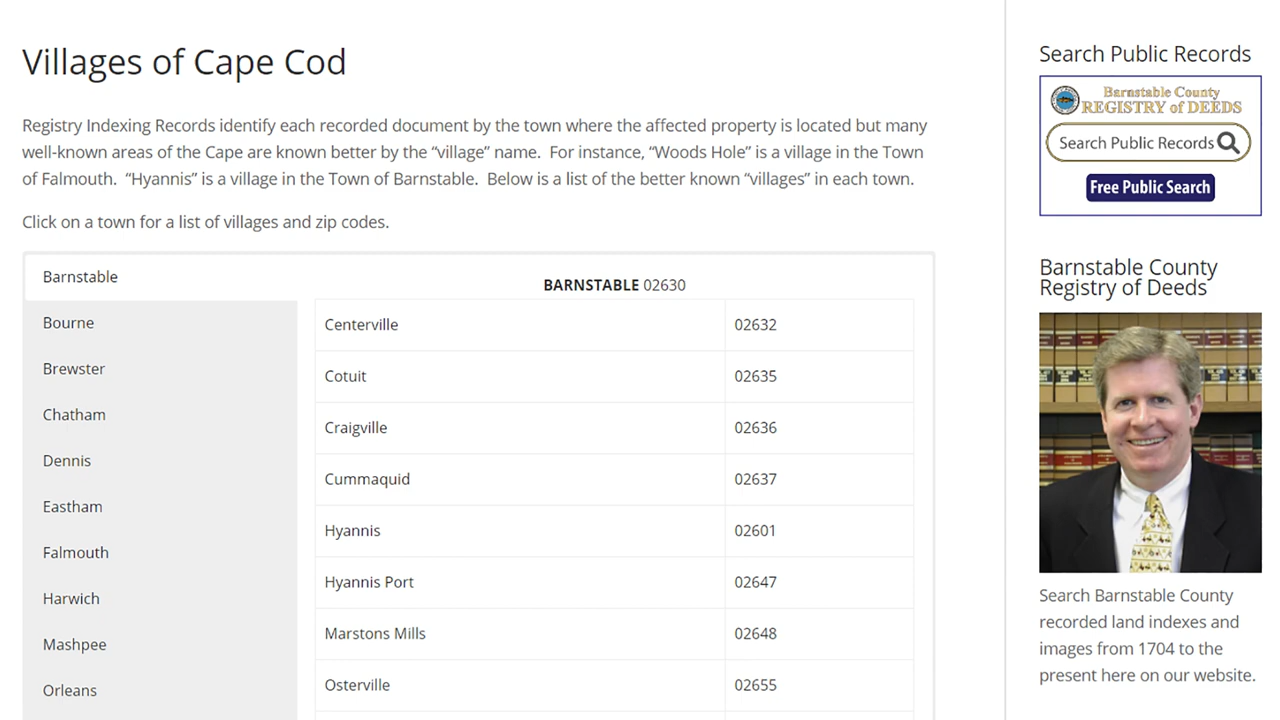 Villages of Cape Cod
Registry Indexing Records identify each recorded document by the town where the affected property is located but many
well-known areas of the Cape are known better by the “village” name.  For instance, “Woods Hole” is a village in the Town
of Falmouth.  “Hyannis” is a village in the Town of Barnstable.  Below is a list of the better known “villages” in each town.
Click on a town for a list of villages and zip codes.
Barnstable
Bourne
Brewster
Chatham
Dennis
Eastham
Falmouth
Harwich
Mashpee
Orleans
BARNSTABLE 02630
Centerville 02632
Cotuit 02635
Craigville 02636
Cummaquid 02637
Hyannis 02601
Hyannis Port 02647
Marstons Mills 02648
Osterville 02655
Search Public Records
Barnstable County
REGISTRY of DEEDS
Search Public Records
Free Public Search
Barnstable County
Registry of Deeds
Search Barnstable County
recorded land indexes and
images from 1704 to the
present here on our website.